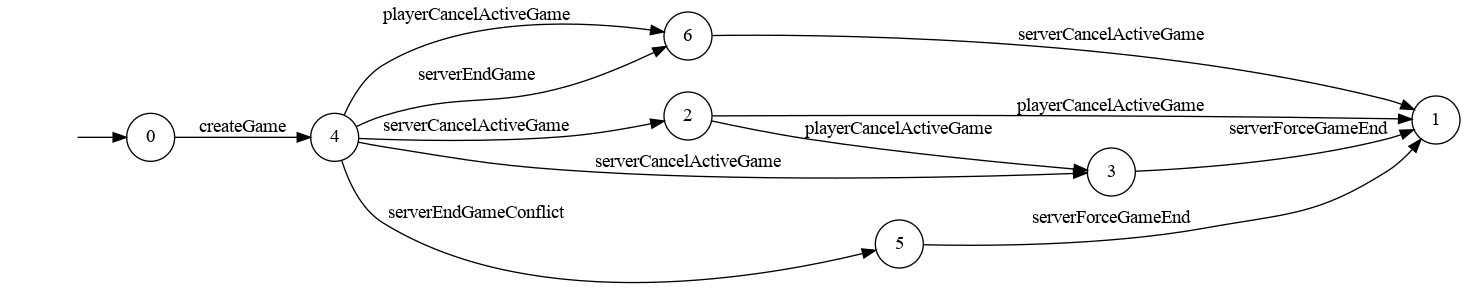 playerCancelActiveGame
6
serverCancelActiveGame
serverEndGame
0
createGame
4
serverCancelActiveGame
2
playerCancelActiveGame
1
playerCancelActiveGame
serverForceGameEnd
serverCancelActiveGame
3
serverEndGameConflict
5
serverForceGameEnd